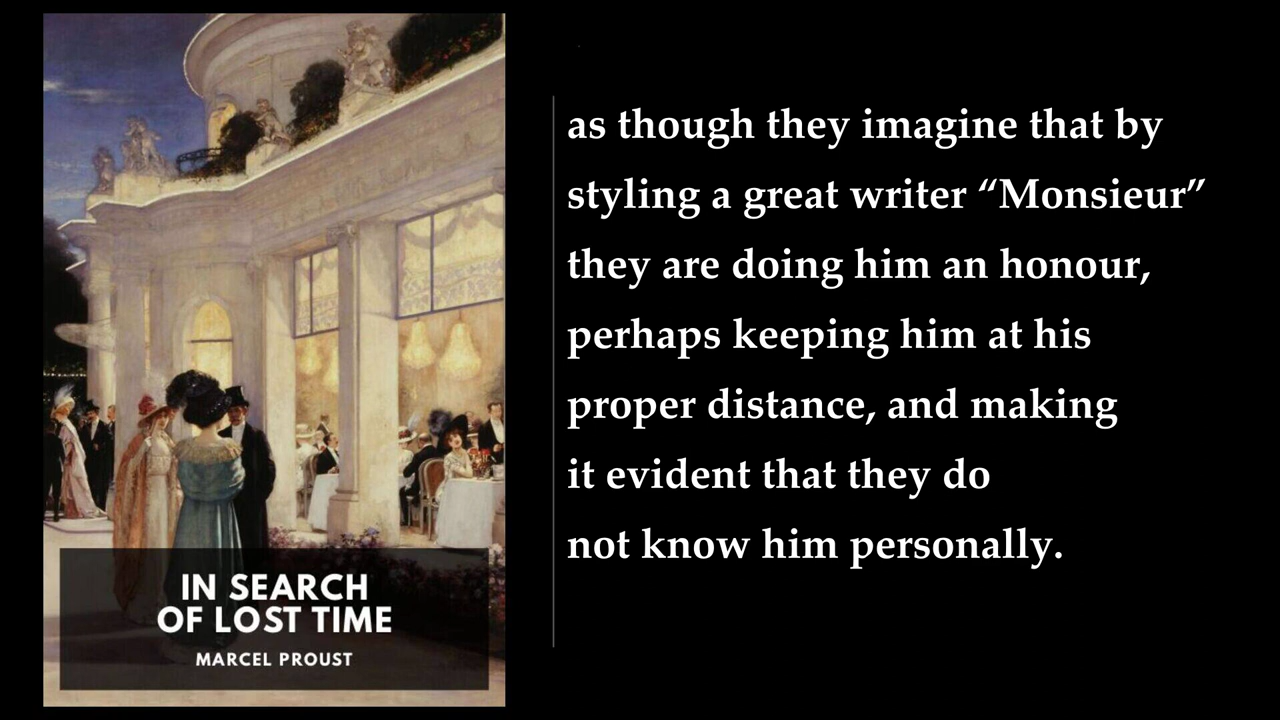 IN SEARCH
OF LOST TIME
MARCEL PROUST
as though they imagine that by
styling a great writer “Monsieur”
they are doing him an honour,
perhaps keeping him at his
proper distance, and making
it evident that they do
not know him personally.